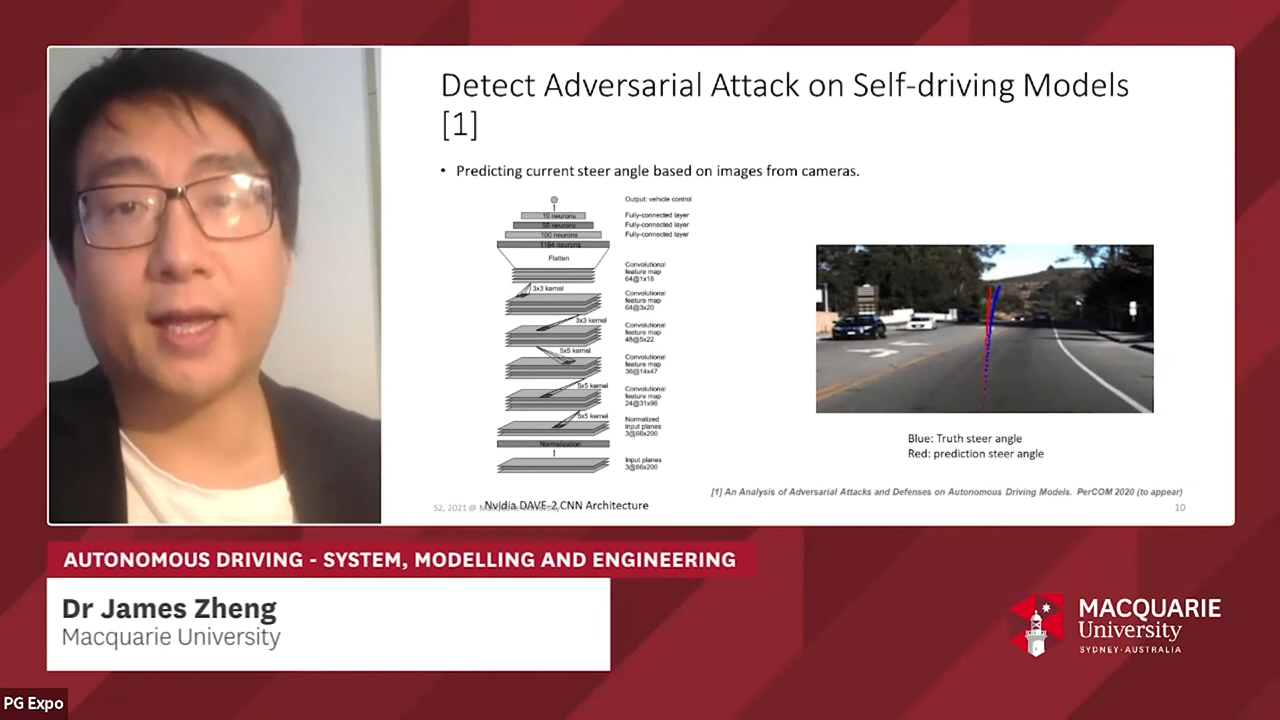 Detect Adversarial Attack on Self-driving Models
[1]
• Predicting current steer angle based on images from cameras.
Output: vehicle control
10 neurons
Fully-connected layer
50 neurons
Fully-connected layer
100 neurons
Fully-connected layer
1164 neurons
Flatten
Convolutional
feature map
64@1x18
3x3 kernel
Convolutional
feature map
64@3x20
3x3 kernel
Convolutional
feature map
48@5x22
5x5 kernel
Convolutional
feature map
36@14x47
5x5 kernel
Convolutional
feature map
24@31x98
5x5 kernel
Normalized
input planes
3@66x200
Normalization
Input planes
3@66x200
Nvidia DAVE-2 CNN Architecture
Blue: Truth steer angle
Red: prediction steer angle
[1] An Analysis of Adversarial Attacks and Defenses on Autonomous Driving Models. PerCOM 2020 (to appear)
S2, 2021 @ Macquarie University
10
AUTONOMOUS DRIVING - SYSTEM, MODELLING AND ENGINEERING
Dr James Zheng
Macquarie University
MACQUARIE
University
SYDNEY·AUSTRALIA
PG Expo